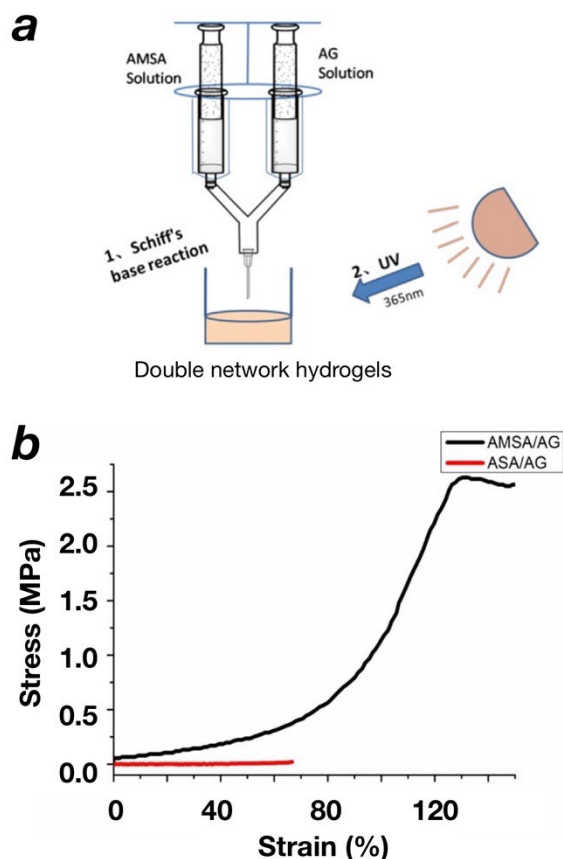 a
AMSA
Solution
AG
Solution
1、Schiff's
base reaction
2、UV
365nm
Double network hydrogels
b
AMSA/AG
ASA/AG
Stress (MPa)
2.5
2.0
1.5
1.0
0.5
0.0
0 40 80 120
Strain (%)